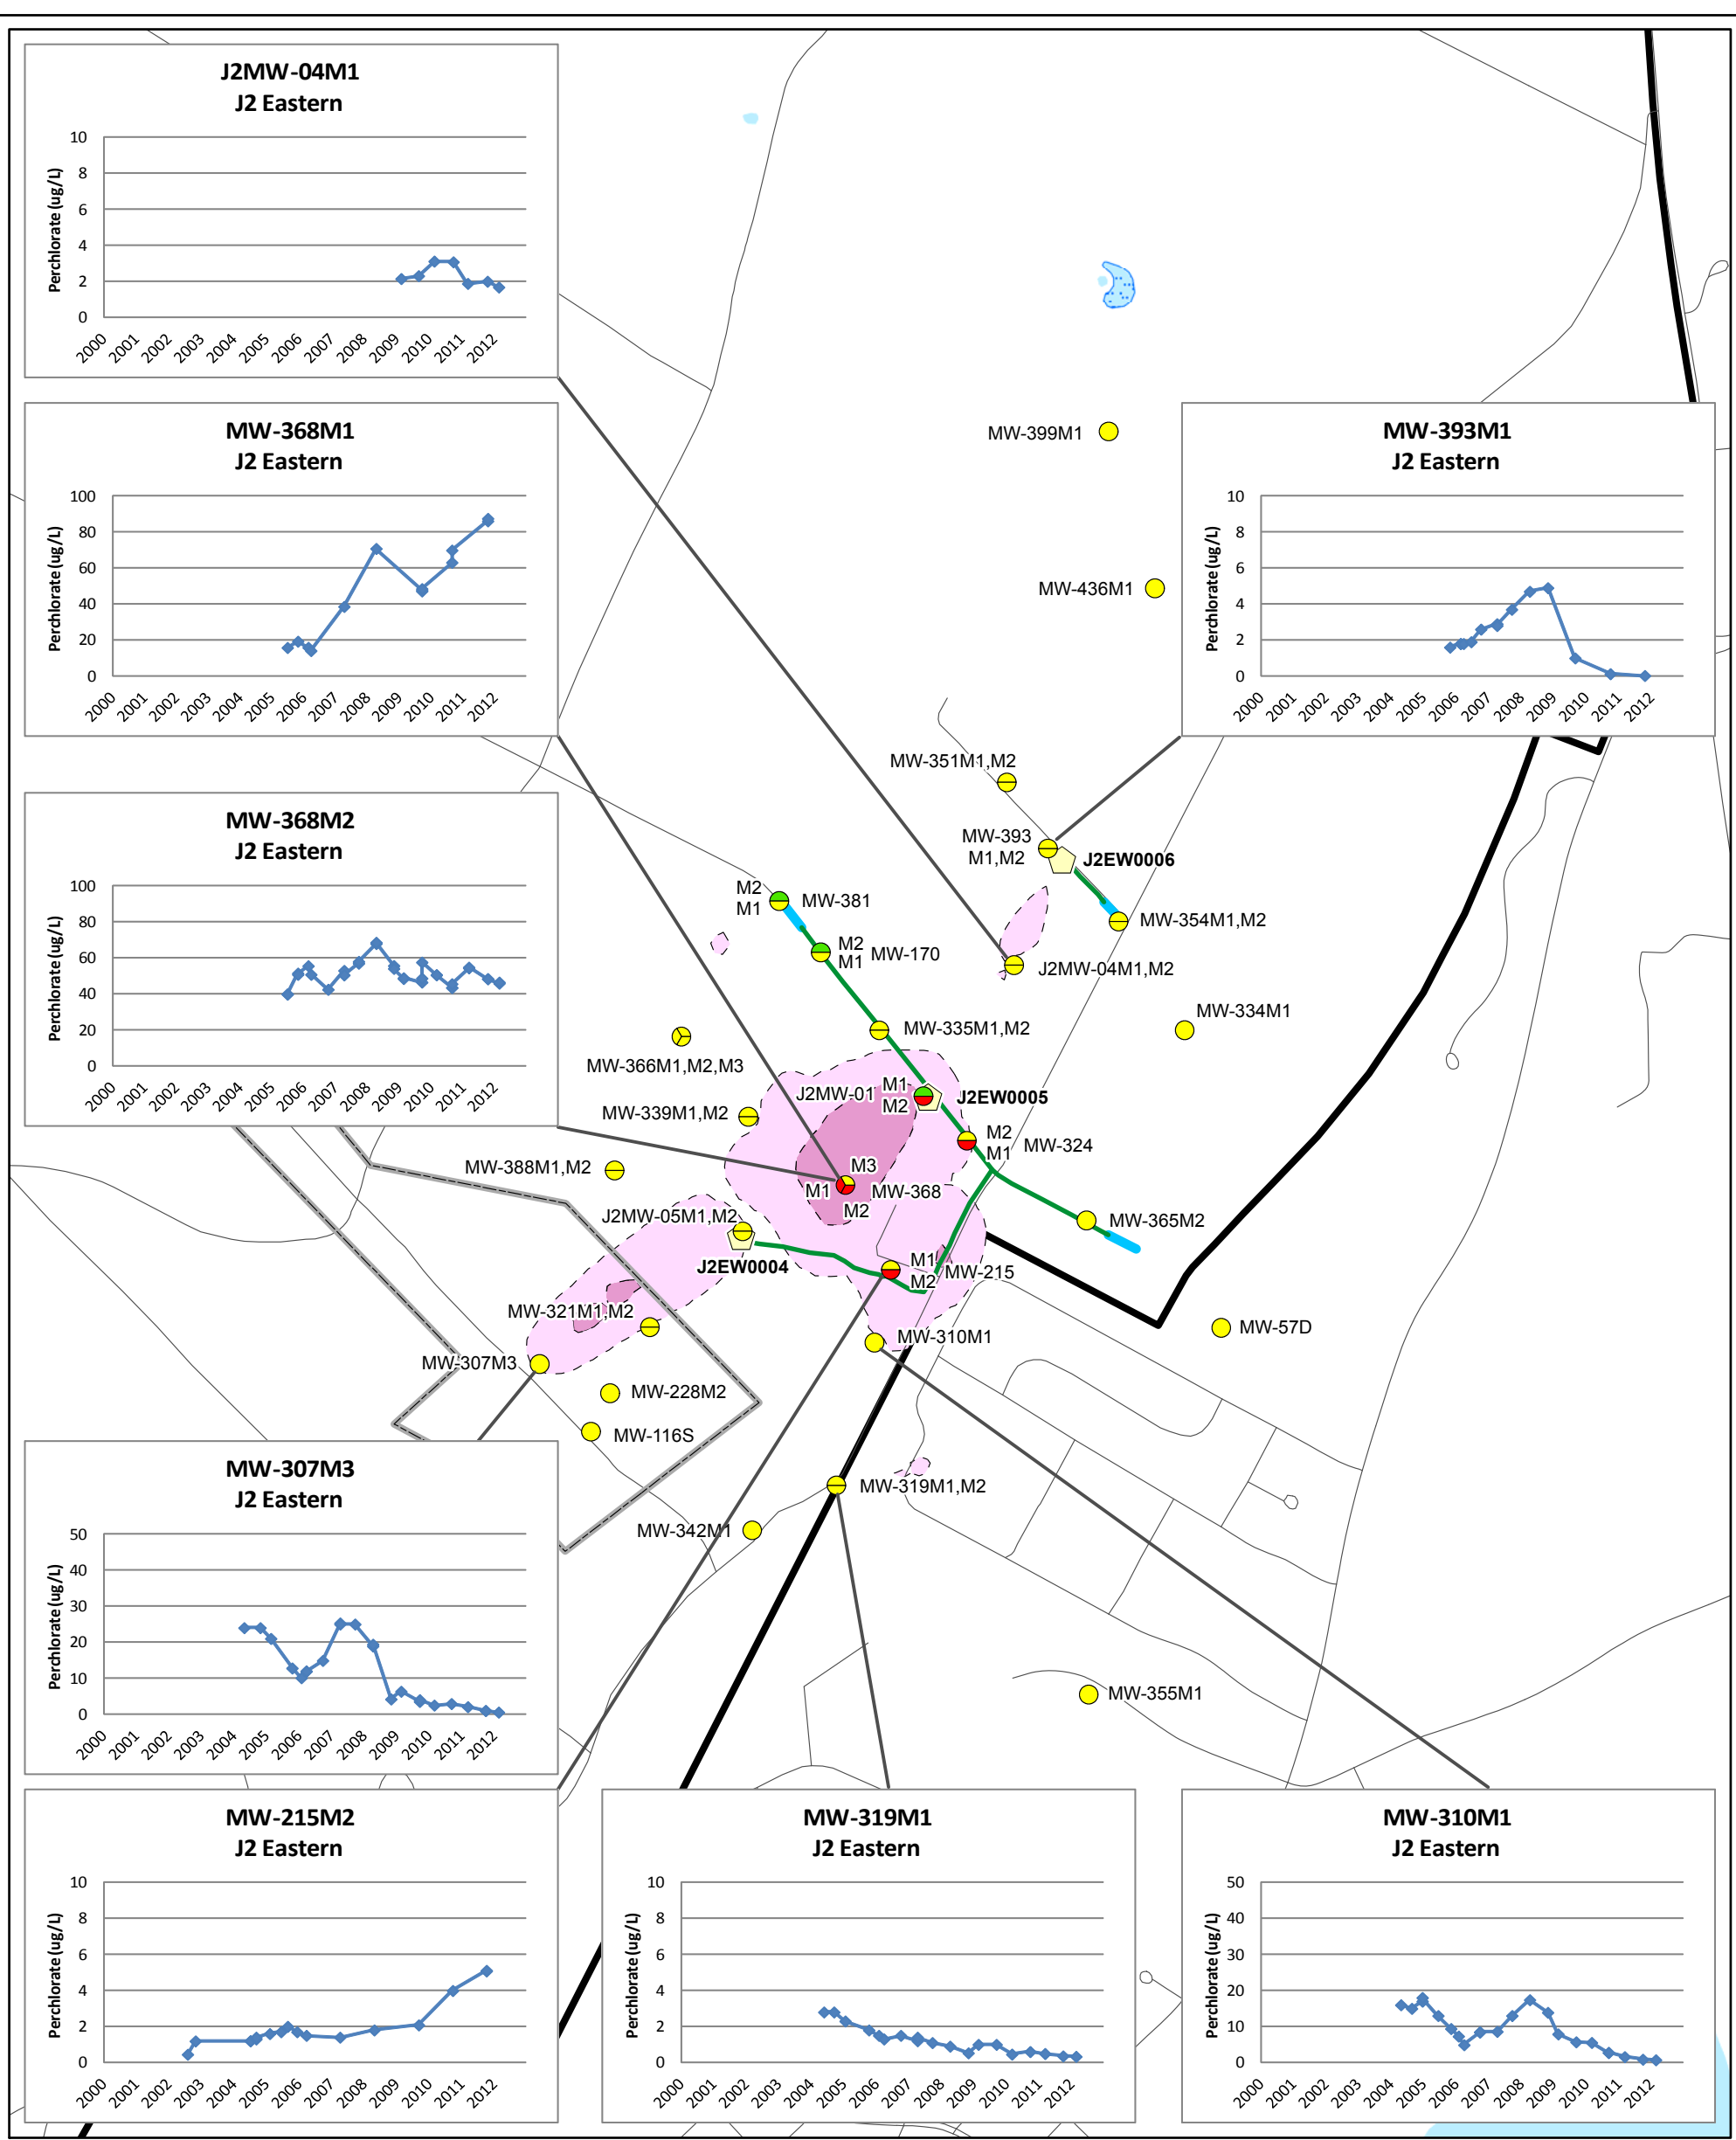 J2MW-04M1
J2 Eastern
Perchlorate (ug/L)
10
8
6
4
2
0
2000 2001 2002 2003 2004 2005 2006 2007 2008 2009 2010 2011 2012
MW-368M1
J2 Eastern
Perchlorate (ug/L)
100
80
60
40
20
0
2000 2001 2002 2003 2004 2005 2006 2007 2008 2009 2010 2011 2012
MW-393M1
J2 Eastern
Perchlorate (ug/L)
10
8
6
4
2
0
2000 2001 2002 2003 2004 2005 2006 2007 2008 2009 2010 2011 2012
MW-368M2
J2 Eastern
Perchlorate (ug/L)
100
80
60
40
20
0
2000 2001 2002 2003 2004 2005 2006 2007 2008 2009 2010 2011 2012
MW-399M1
MW-436M1
MW-351M1,M2
MW-393
M1,M2
J2EW0006
M2
M1
MW-381
MW-354M1,M2
M2
M1
MW-170
J2MW-04M1,M2
MW-334M1
MW-335M1,M2
MW-366M1,M2,M3
J2MW-01
M1
M2
J2EW0005
MW-339M1,M2
M2
M1
MW-324
MW-388M1,M2
M3
M1
MW-368
M2
J2MW-05M1,M2
MW-365M2
J2EW0004
M1
M2
MW-215
MW-321M1,M2
MW-57D
MW-310M1
MW-307M3
MW-228M2
MW-116S
MW-319M1,M2
MW-342M1
MW-355M1
MW-307M3
J2 Eastern
Perchlorate (ug/L)
50
40
30
20
10
0
2000 2001 2002 2003 2004 2005 2006 2007 2008 2009 2010 2011 2012
MW-215M2
J2 Eastern
Perchlorate (ug/L)
10
8
6
4
2
0
2000 2001 2002 2003 2004 2005 2006 2007 2008 2009 2010 2011 2012
MW-319M1
J2 Eastern
Perchlorate (ug/L)
10
8
6
4
2
0
2000 2001 2002 2003 2004 2005 2006 2007 2008 2009 2010 2011 2012
MW-310M1
J2 Eastern
Perchlorate (ug/L)
50
40
30
20
10
0
2000 2001 2002 2003 2004 2005 2006 2007 2008 2009 2010 2011 2012